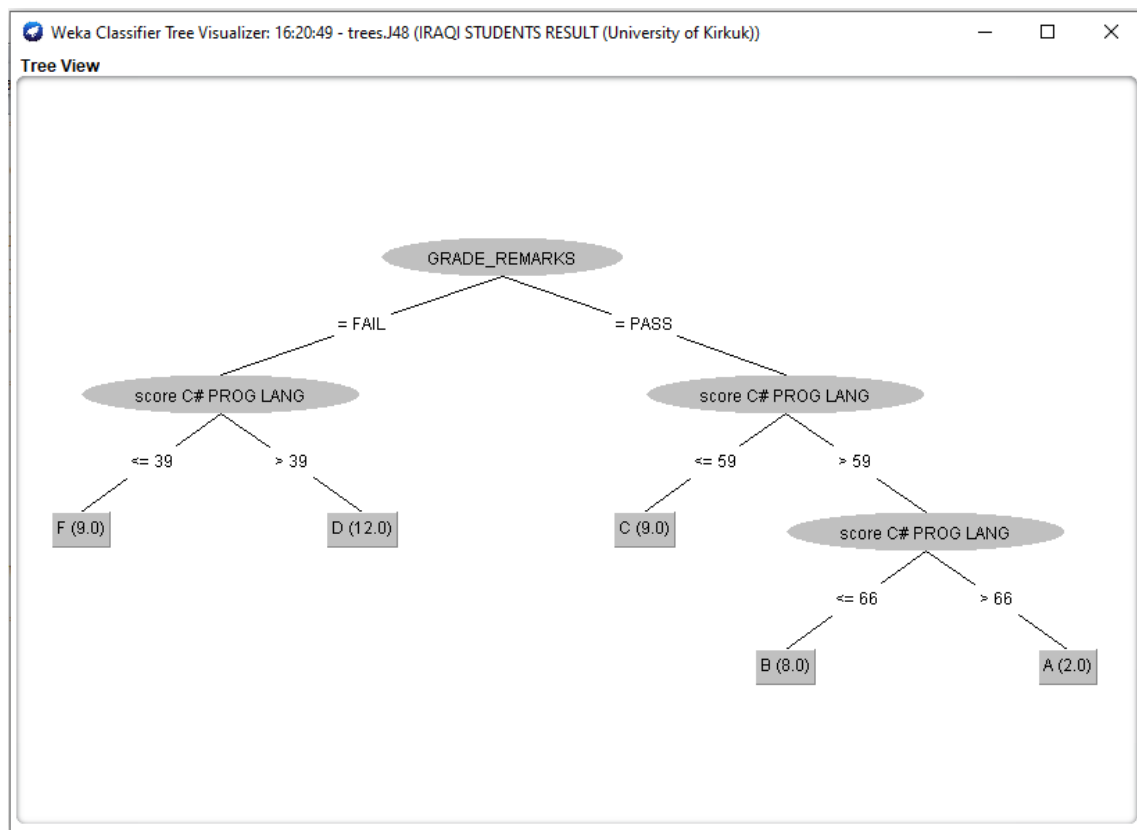 Weka Classifier Tree Visualizer: 16:20:49 - trees.J48 (IRAQI STUDENTS RESULT (University of Kirkuk))
Tree View
GRADE_REMARKS
= FAIL = PASS
score C# PROG LANG score C# PROG LANG
<= 39 > 39 <= 59 > 59
F (9.0) D (12.0) C (9.0) score C# PROG LANG
<= 66 > 66
B (8.0) A (2.0)